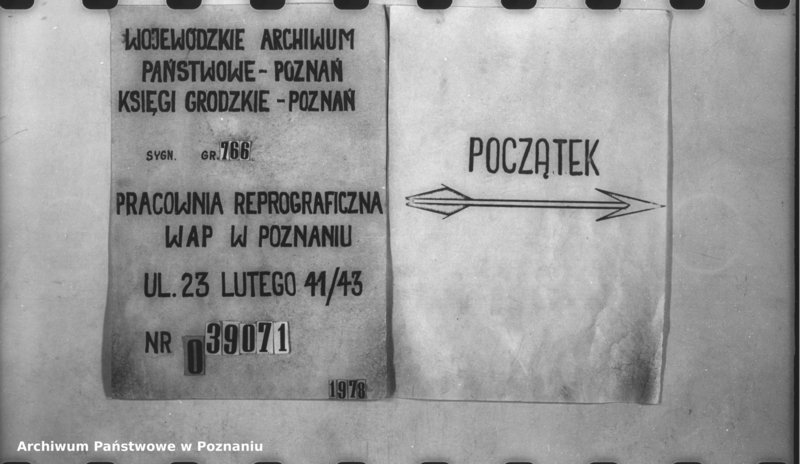 WOJEWÓDZKIE ARCHIWUM
PAŃSTWOWE - POZNAŃ
KSIĘGI GRODZKIE - POZNAŃ
SYGN. GR. 766
PRACOWNIA REPROGRAFICZNA
WAP W POZNANIU
UL. 23 LUTEGO 41/43
NR 039071
1978
POCZĄTEK
Archiwum Państwowe w Poznaniu